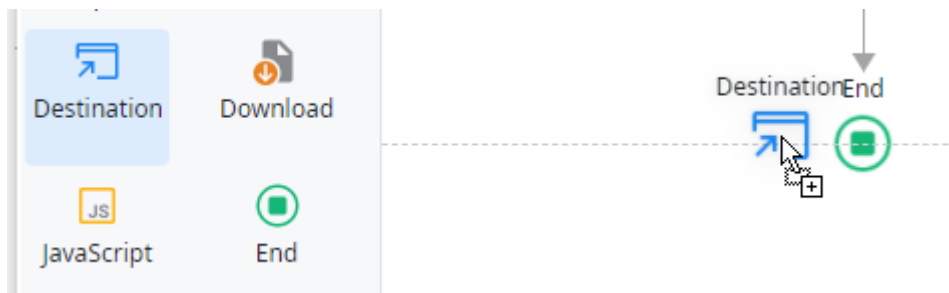 Destination
Download
JS
JavaScript
End
Destination
End